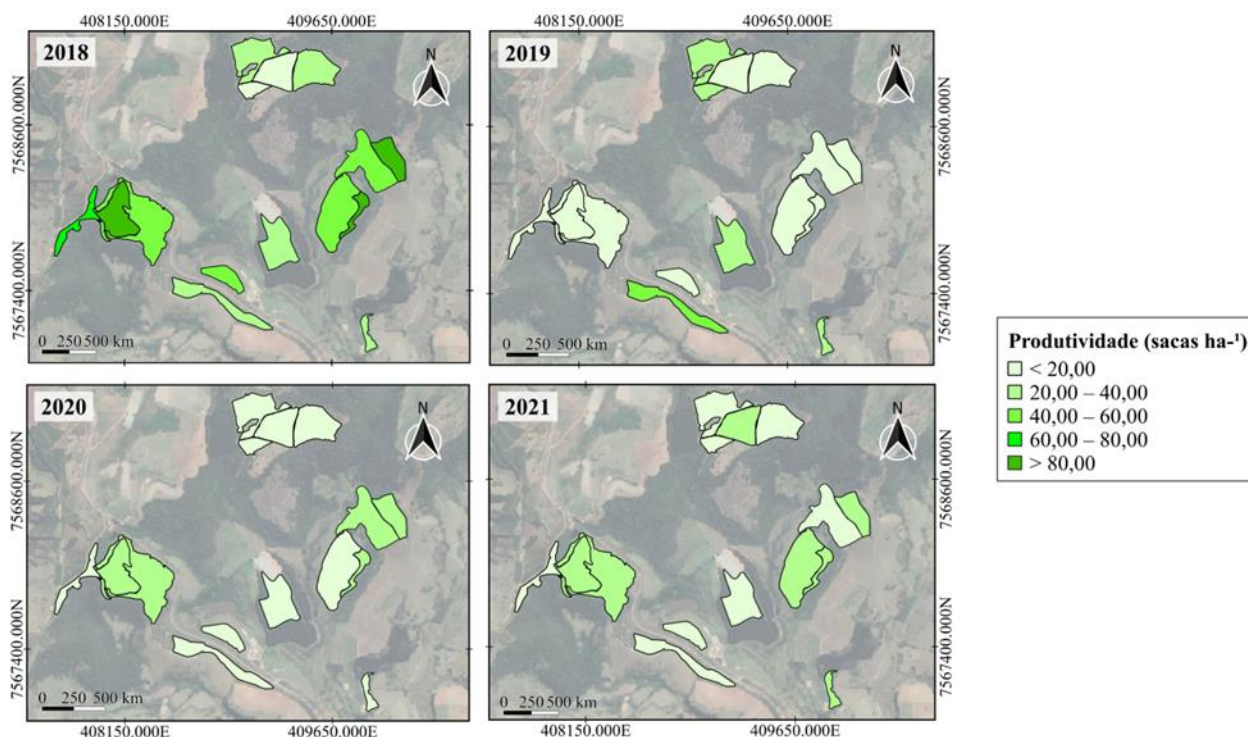 408150.000E 409650.000E 408150.000E 409650.000E
2018
N
2019
N
7568600.000N
7567400.000N
7568600.000N
7567400.000N
0 250 500 km
0 250 500 km
Produtividade (sacas ha-¹)
< 20,00
20,00 – 40,00
40,00 – 60,00
60,00 – 80,00
> 80,00
2020
N
2021
N
7568600.000N
7567400.000N
7568600.000N
7567400.000N
0 250 500 km
0 250 500 km
408150.000E 409650.000E 408150.000E 409650.000E